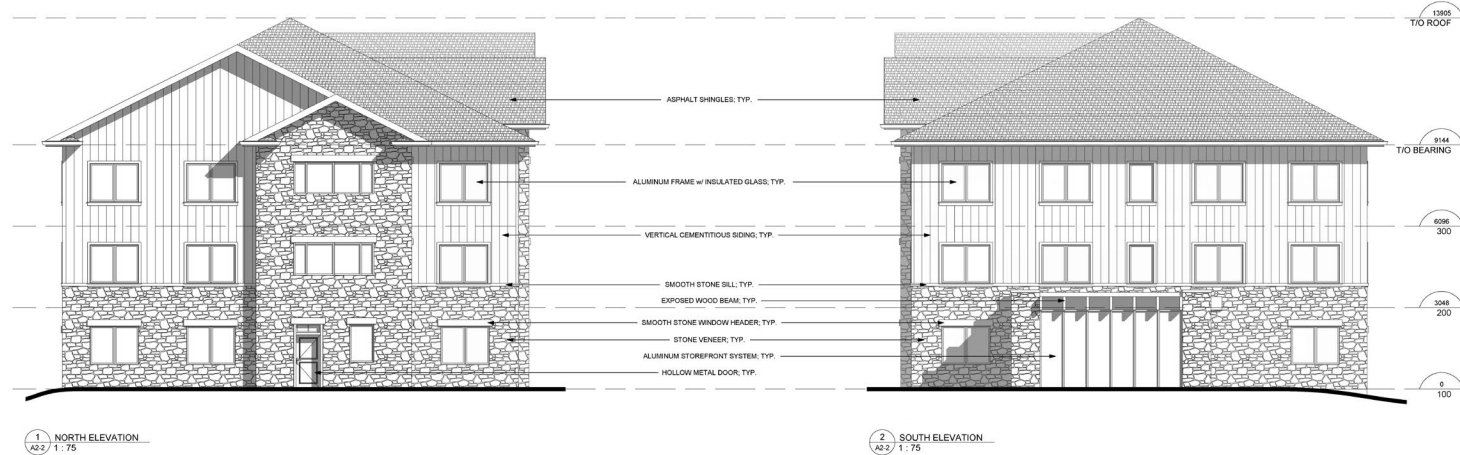 13905
T/O ROOF
ASPHALT SHINGLES; TYP.
9144
T/O BEARING
ALUMINUM FRAME w/ INSULATED GLASS; TYP.
6096
300
VERTICAL CEMENTITIOUS SIDING; TYP.
SMOOTH STONE SILL; TYP.
EXPOSED WOOD BEAM; TYP.
3048
200
SMOOTH STONE WINDOW HEADER; TYP.
STONE VENEER; TYP.
ALUMINUM STOREFRONT SYSTEM; TYP.
HOLLOW METAL DOOR; TYP.
0
100
1 NORTH ELEVATION
A2-2 1 : 75
2 SOUTH ELEVATION
A2-2 1 : 75